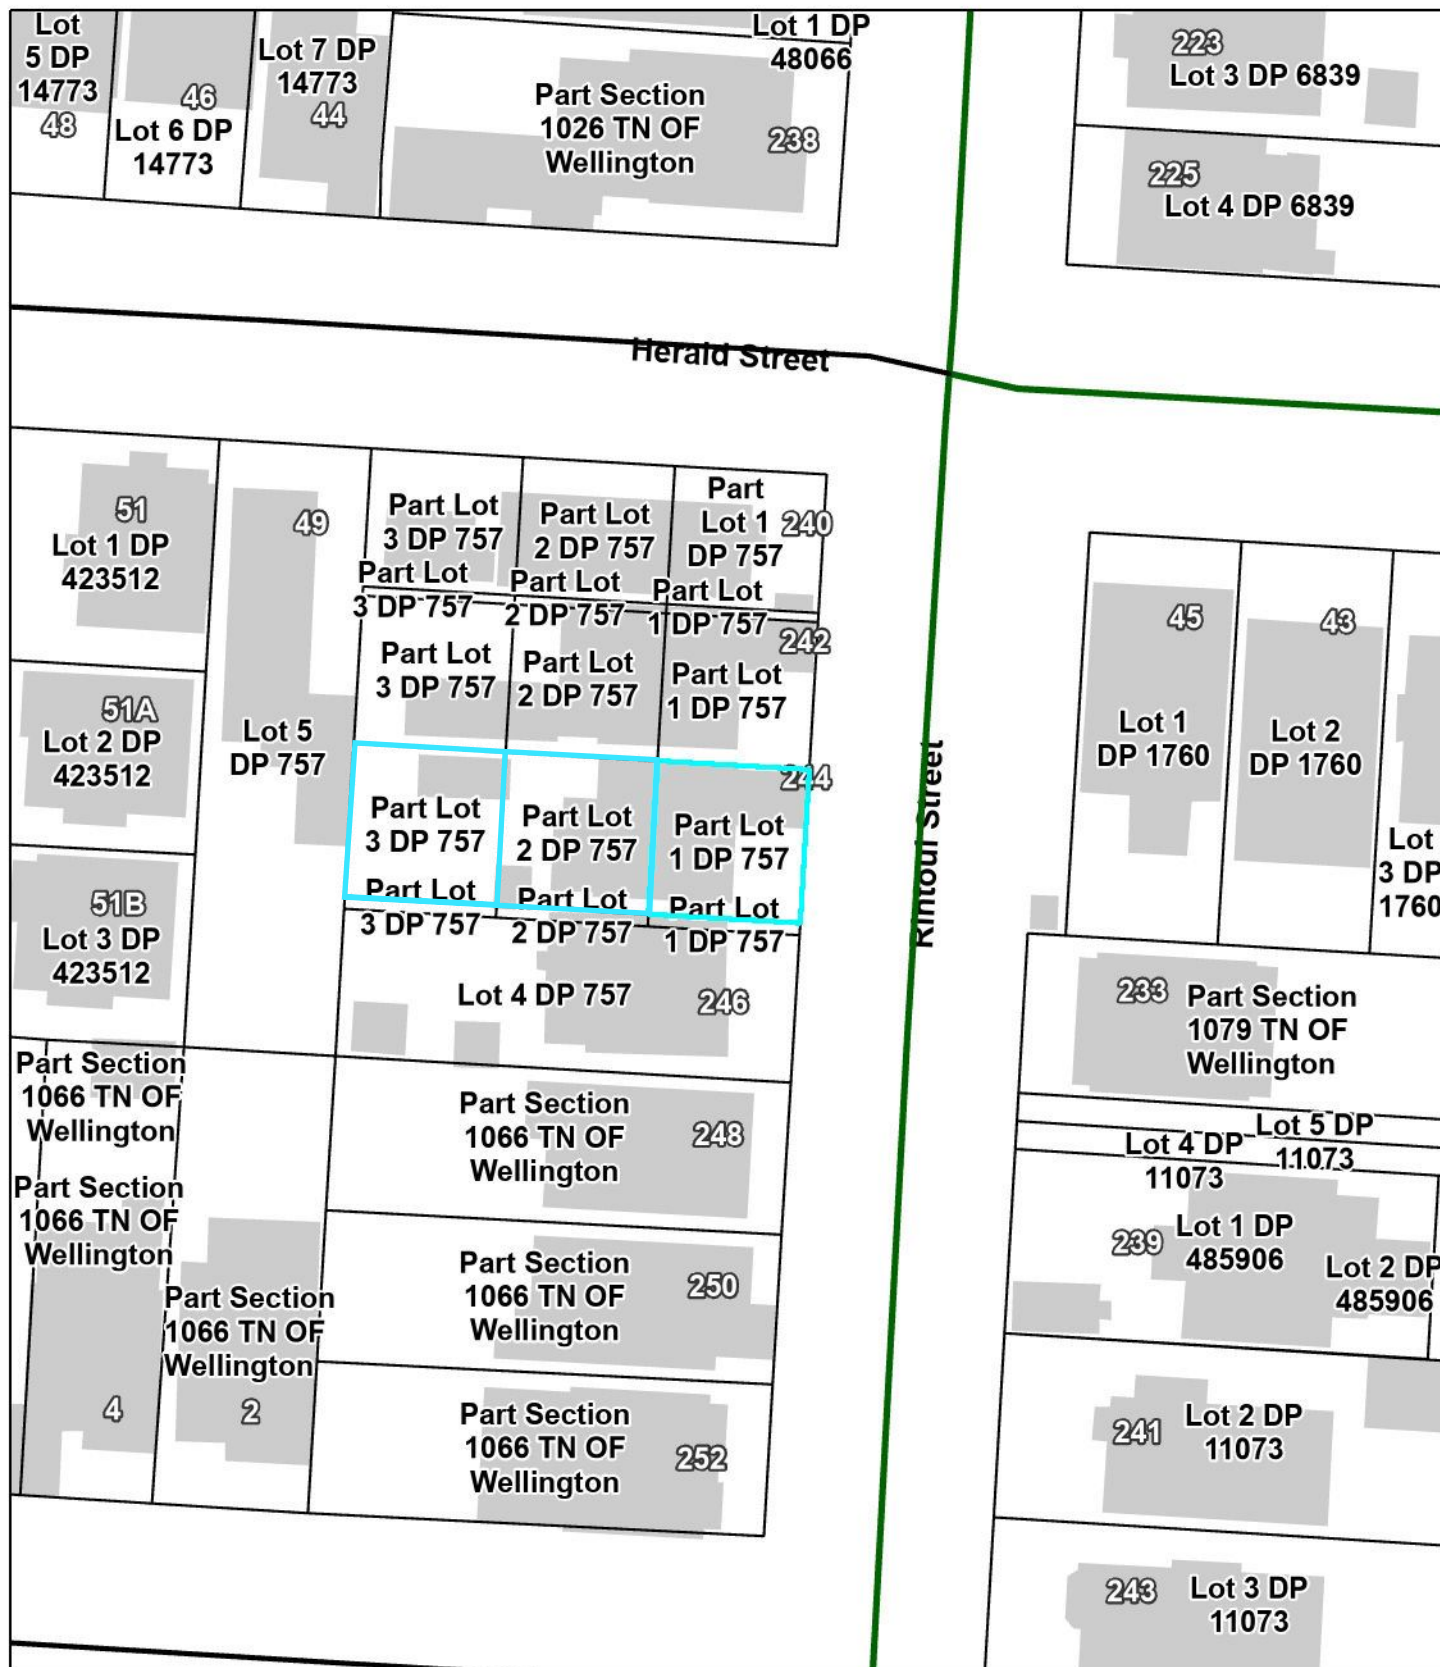 Lot
5 DP
14773
48
46
Lot 6 DP
14773
Lot 7 DP
14773
44
Part Section
1026 TN OF
Wellington
238
Lot 1 DP
48066
223
Lot 3 DP 6839
225
Lot 4 DP 6839
Herald Street
51
Lot 1 DP
423512
49
Part Lot
3 DP 757
Part Lot
2 DP 757
Part
Lot 1
DP 757
240
Part Lot
3 DP 757
Part Lot
2 DP 757
Part Lot
1 DP 757
242
Part Lot
3 DP 757
Part Lot
2 DP 757
Part Lot
1 DP 757
45
43
51A
Lot 2 DP
423512
Lot 5
DP 757
Lot 1
DP 1760
Lot 2
DP 1760
244
Part Lot
3 DP 757
Part Lot
2 DP 757
Part Lot
1 DP 757
Rintoul Street
Lot
3 DP
1760
51B
Lot 3 DP
423512
Part Lot
3 DP 757
Part Lot
2 DP 757
Part Lot
1 DP 757
Lot 4 DP 757
246
233
Part Section
1079 TN OF
Wellington
Part Section
1066 TN OF
Wellington
Part Section
1066 TN OF
Wellington
248
Lot 5 DP
11073
Lot 4 DP
11073
Part Section
1066 TN OF
Wellington
239
Lot 1 DP
485906
Lot 2 DP
485906
Part Section
1066 TN OF
Wellington
250
Part Section
1066 TN OF
Wellington
4
2
Part Section
1066 TN OF
Wellington
252
241
Lot 2 DP
11073
243
Lot 3 DP
11073